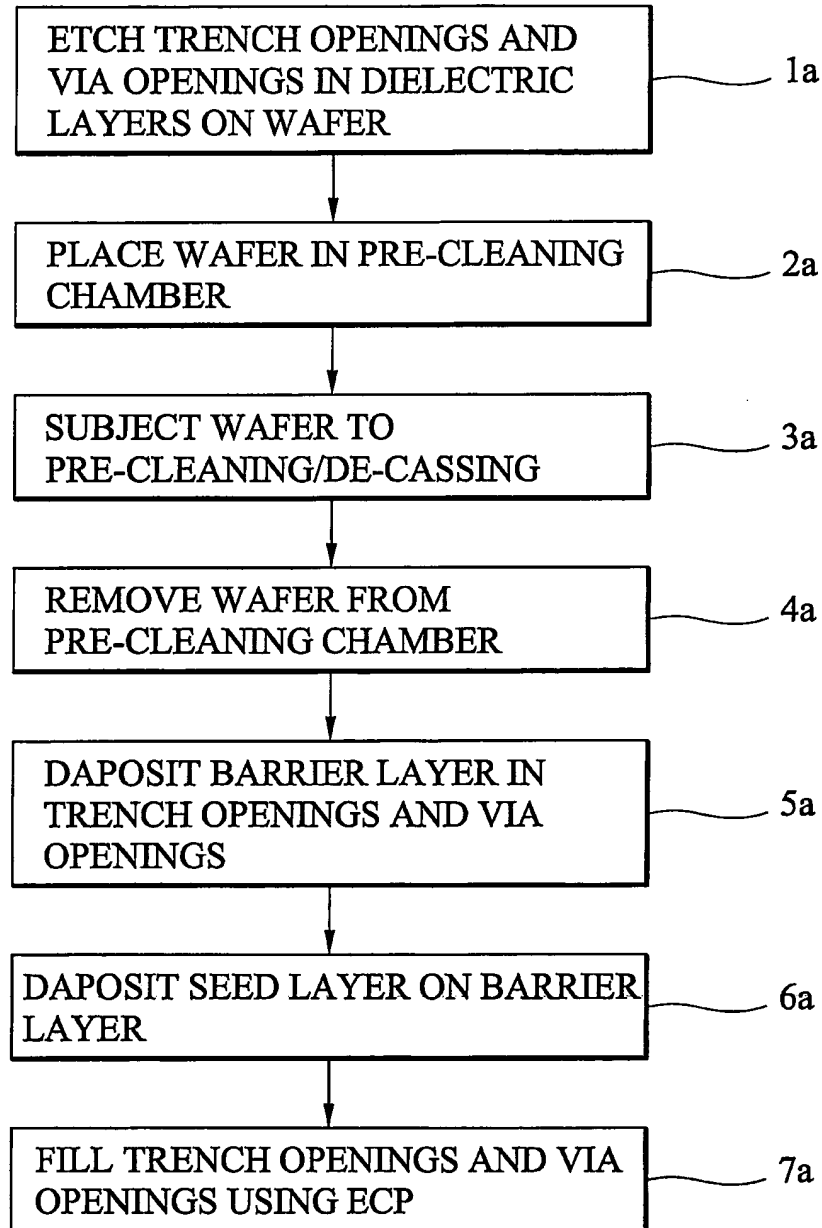 ETCH TRENCH OPENINGS AND
VIA OPENINGS IN DIELECTRIC
LAYERS ON WAFER
1a
PLACE WAFER IN PRE-CLEANING
CHAMBER
2a
SUBJECT WAFER TO
PRE-CLEANING/DE-CASSING
3a
REMOVE WAFER FROM
PRE-CLEANING CHAMBER
4a
DAPOSIT BARRIER LAYER IN
TRENCH OPENINGS AND VIA
OPENINGS
5a
DAPOSIT SEED LAYER ON BARRIER
LAYER
6a
FILL TRENCH OPENINGS AND VIA
OPENINGS USING ECP
7a